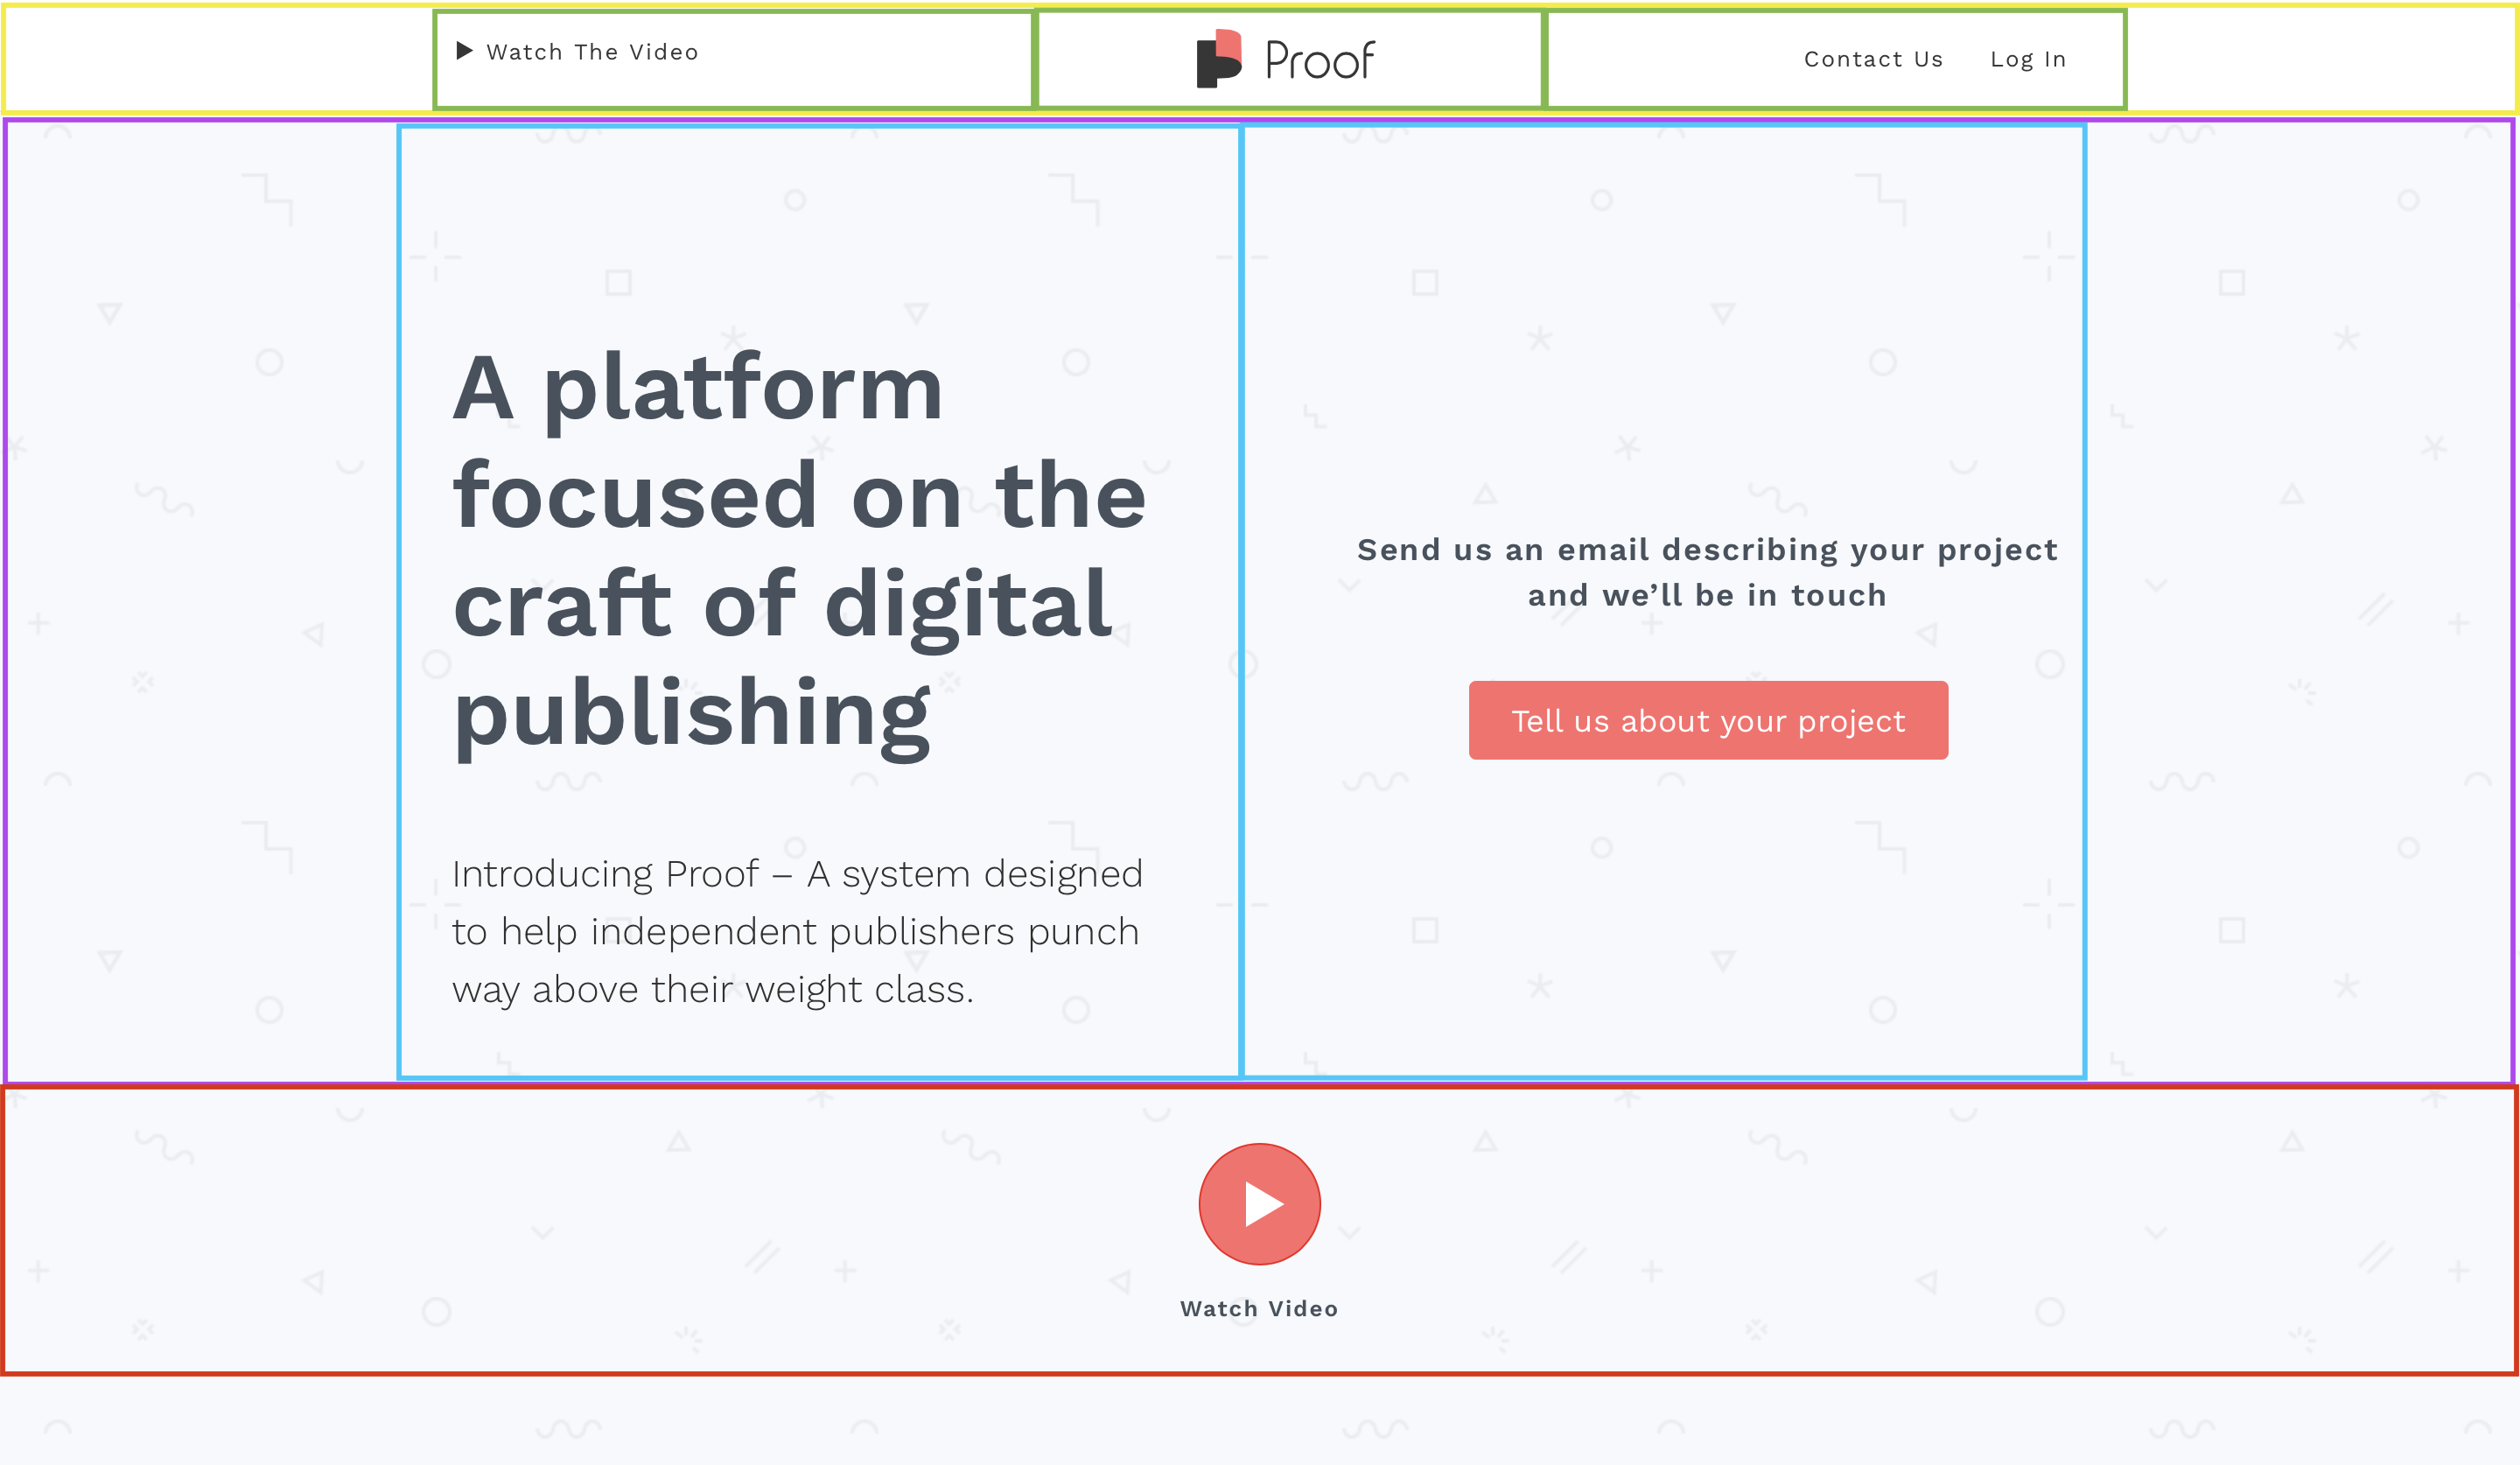 Watch The Video
Proof
Contact Us
Log In
A platform
focused on the
craft of digital
publishing
Introducing Proof – A system designed
to help independent publishers punch
way above their weight class.
Send us an email describing your project
and we’ll be in touch
Tell us about your project
Watch Video